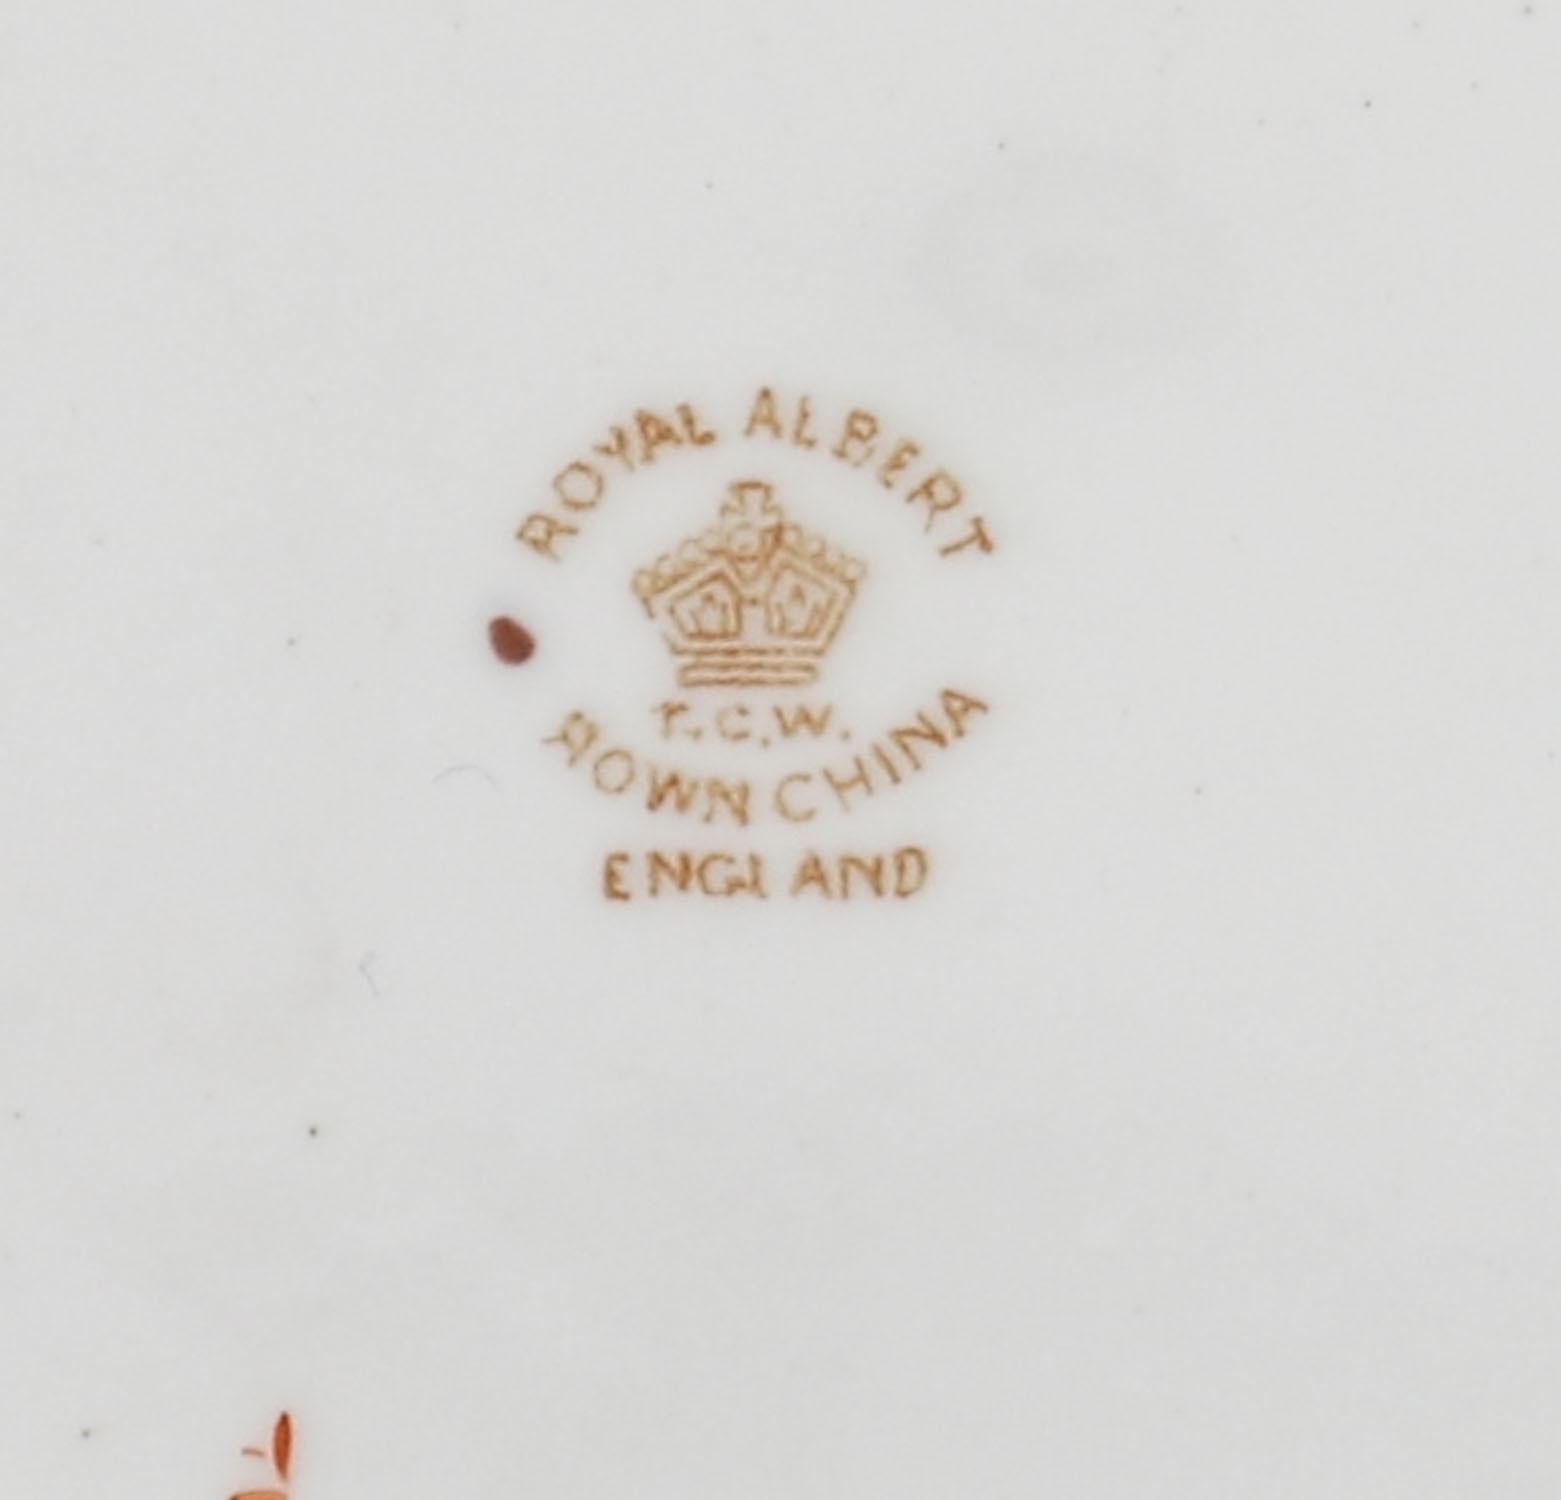 ROYAL ALBERT
T.C.W.
ROWN CHINA
ENGLAND